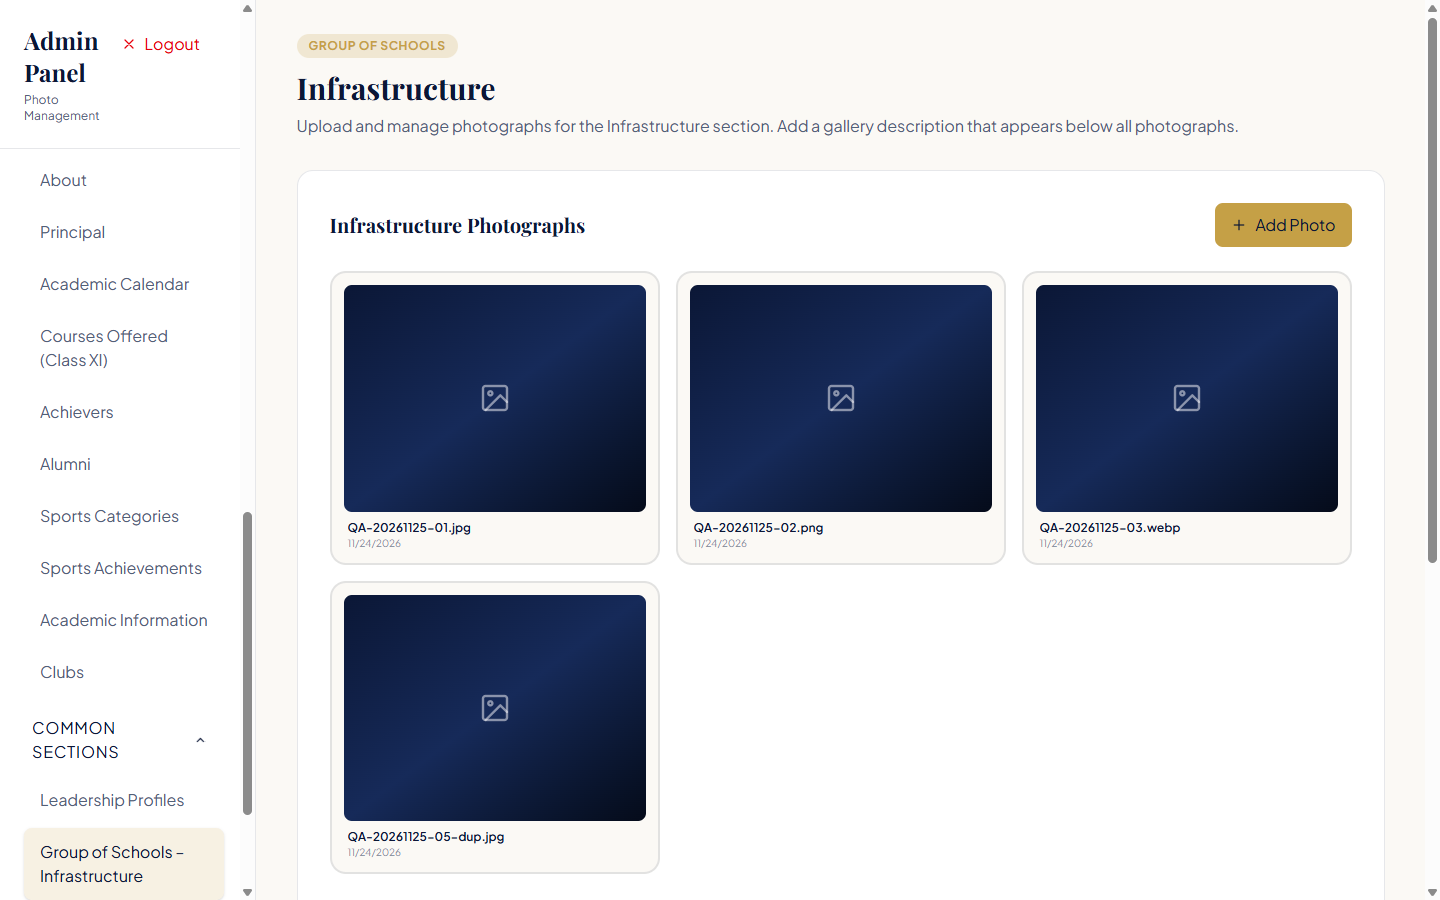 Admin
Panel
Photo
Management
Logout
About
Principal
Academic Calendar
Courses Offered
(Class XI)
Achievers
Alumni
Sports Categories
Sports Achievements
Academic Information
Clubs
COMMON
SECTIONS
Leadership Profiles
Group of Schools –
Infrastructure
GROUP OF SCHOOLS
Infrastructure
Upload and manage photographs for the Infrastructure section. Add a gallery description that appears below all photographs.
Infrastructure Photographs
+ Add Photo
QA-20261125-01.jpg
11/24/2026
QA-20261125-02.png
11/24/2026
QA-20261125-03.webp
11/24/2026
QA-20261125-05-dup.jpg
11/24/2026